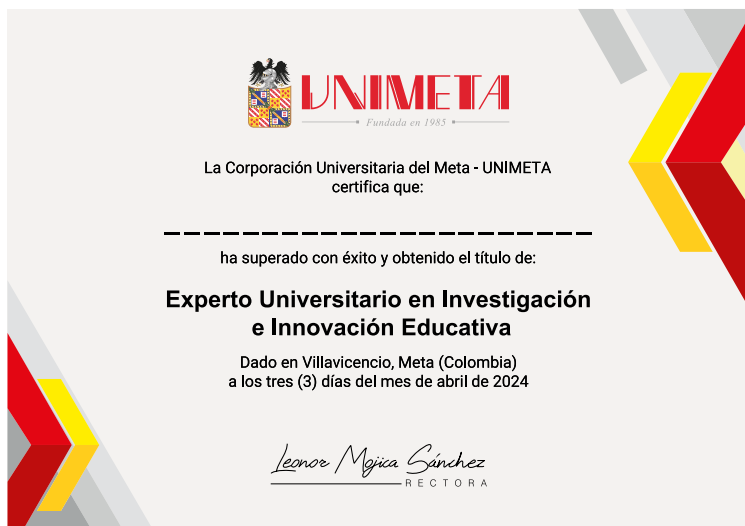 UNIMETA
Fundada en 1985
La Corporación Universitaria del Meta - UNIMETA
certifica que:
ha superado con éxito y obtenido el título de:
Experto Universitario en Investigación
e Innovación Educativa
Dado en Villavicencio, Meta (Colombia)
a los tres (3) días del mes de abril de 2024
Leonor Mojica Sánchez
RECTORA